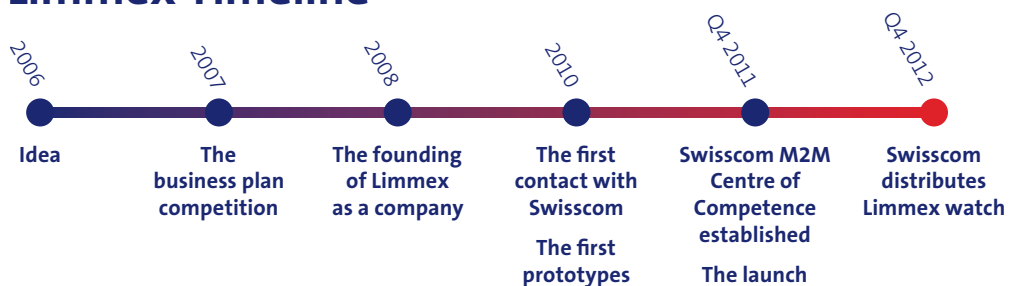 Limmex Timeline
2006
2007
2008
2010
Q4 2011
Q4 2012
Idea
The
business plan
competition
The founding
of Limmex
as a company
The first
contact with
Swisscom
The first
prototypes
Swisscom M2M
Centre of
Competence
established
The launch
Swisscom
distributes
Limmex watch